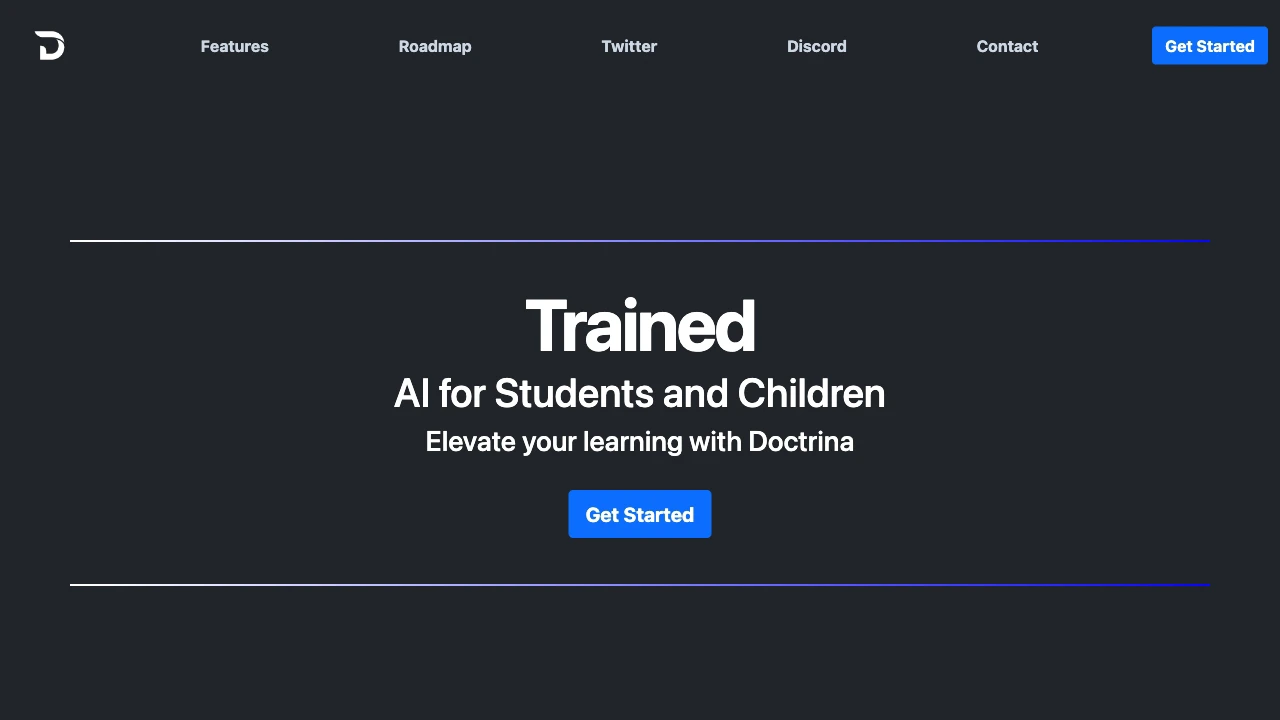 Features Roadmap Twitter Discord Contact Get Started
Trained
AI for Students and Children
Elevate your learning with Doctrina
Get Started